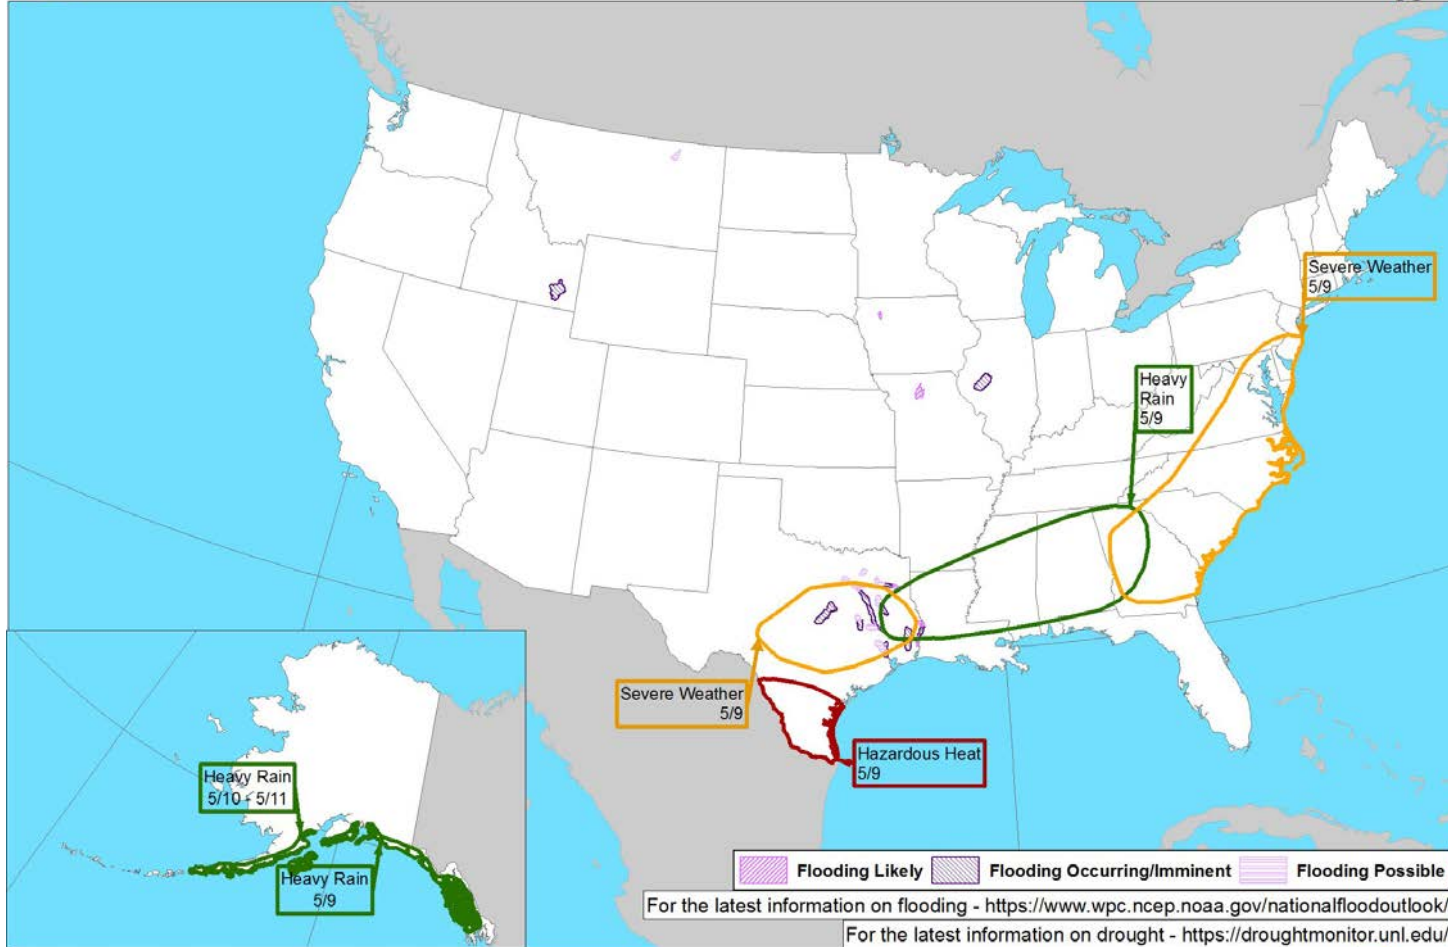 Severe Weather
5/9
Heavy
Rain
5/9
Severe Weather
5/9
Hazardous Heat
5/9
Heavy Rain
5/10 - 5/11
Heavy Rain
5/9
Flooding Likely
Flooding Occurring/Imminent
Flooding Possible
For the latest information on flooding - https://www.wpc.ncep.noaa.gov/nationalfloodoutlook/
For the latest information on drought - https://droughtmonitor.unl.edu/